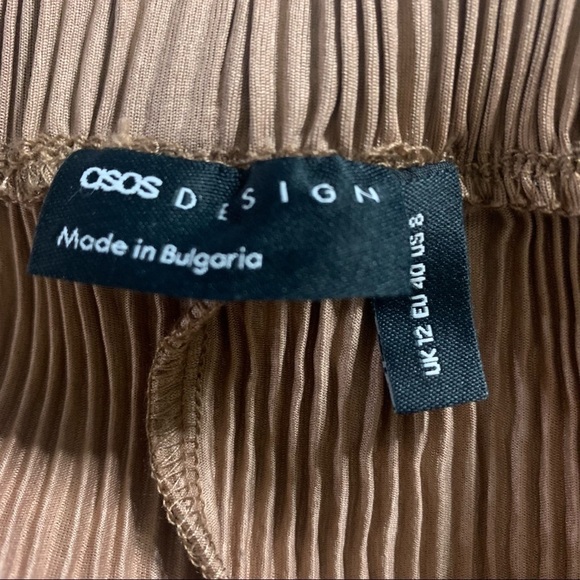 asos DESIGN
Made in Bulgaria
UK 12 EU 40 US 8